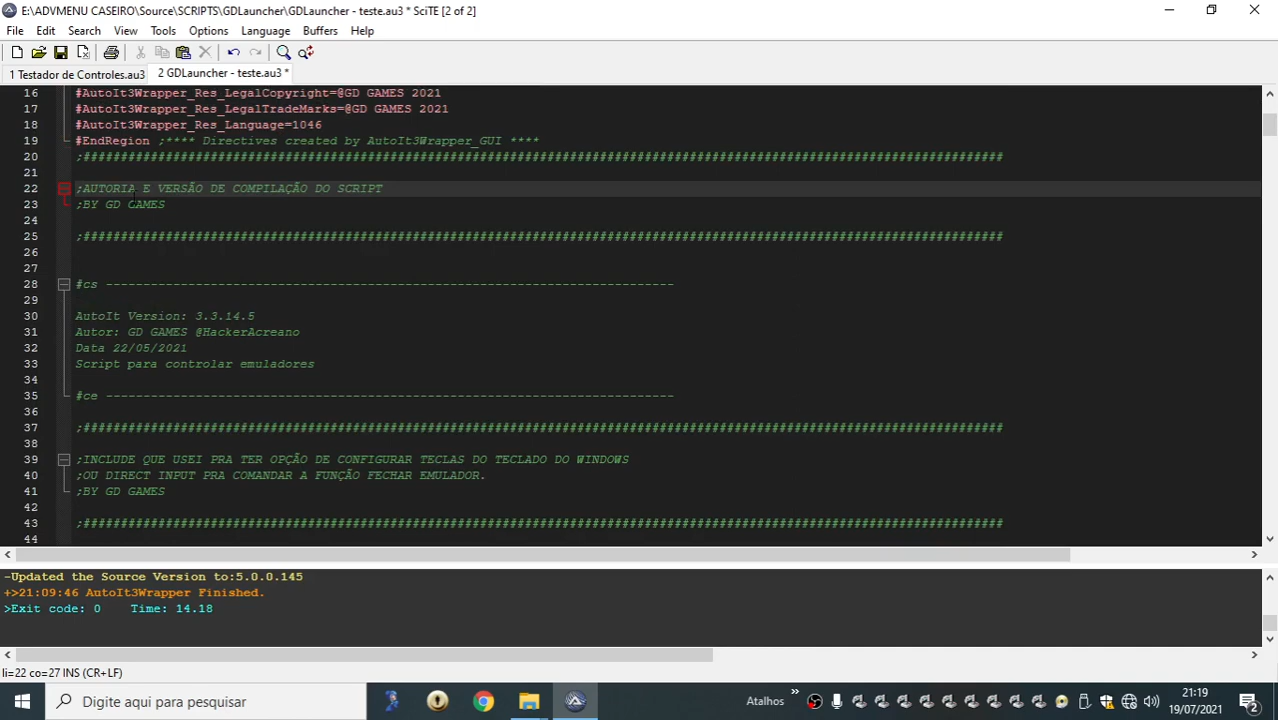 E:\ADVMENU CASEIRO\Source\SCRIPTS\GDLauncher\GDLauncher - teste.au3 * SciTE [2 of 2]
File Edit Search View Tools Options Language Buffers Help
1 Testador de Controles.au3 2 GDLauncher - teste.au3 *
16 #AutoIt3Wrapper_Res_LegalCopyright=@GD GAMES 2021
17 #AutoIt3Wrapper_Res_LegalTradeMarks=@GD GAMES 2021
18 #AutoIt3Wrapper_Res_Language=1046
19 #EndRegion ;**** Directives created by AutoIt3Wrapper_GUI ****
20 ;###########################################################################################################################
21
22 ;AUTORIA E VERSÃO DE COMPILAÇÃO DO SCRIPT
23 ;BY GD GAMES
24
25 ;###########################################################################################################################
26
27
28 #cs ----------------------------------------------------------------------------
29
30 AutoIt Version: 3.3.14.5
31 Autor: GD GAMES @HackerAcreano
32 Data 22/05/2021
33 Script para controlar emuladores
34
35 #ce ----------------------------------------------------------------------------
36
37 ;###########################################################################################################################
38
39 ;INCLUDE QUE USEI PRA TER OPÇÃO DE CONFIGURAR TECLAS DO TECLADO DO WINDOWS
40 ;OU DIRECT INPUT PRA COMANDAR A FUNÇÃO FECHAR EMULADOR.
41 ;BY GD GAMES
42
43 ;###########################################################################################################################
44
-Updated the Source Version to:5.0.0.145
+>21:09:46 AutoIt3Wrapper Finished.
>Exit code: 0    Time: 14.18
li=22 co=27 INS (CR+LF)
Digite aqui para pesquisar
Atalhos
21:19
19/07/2021
2